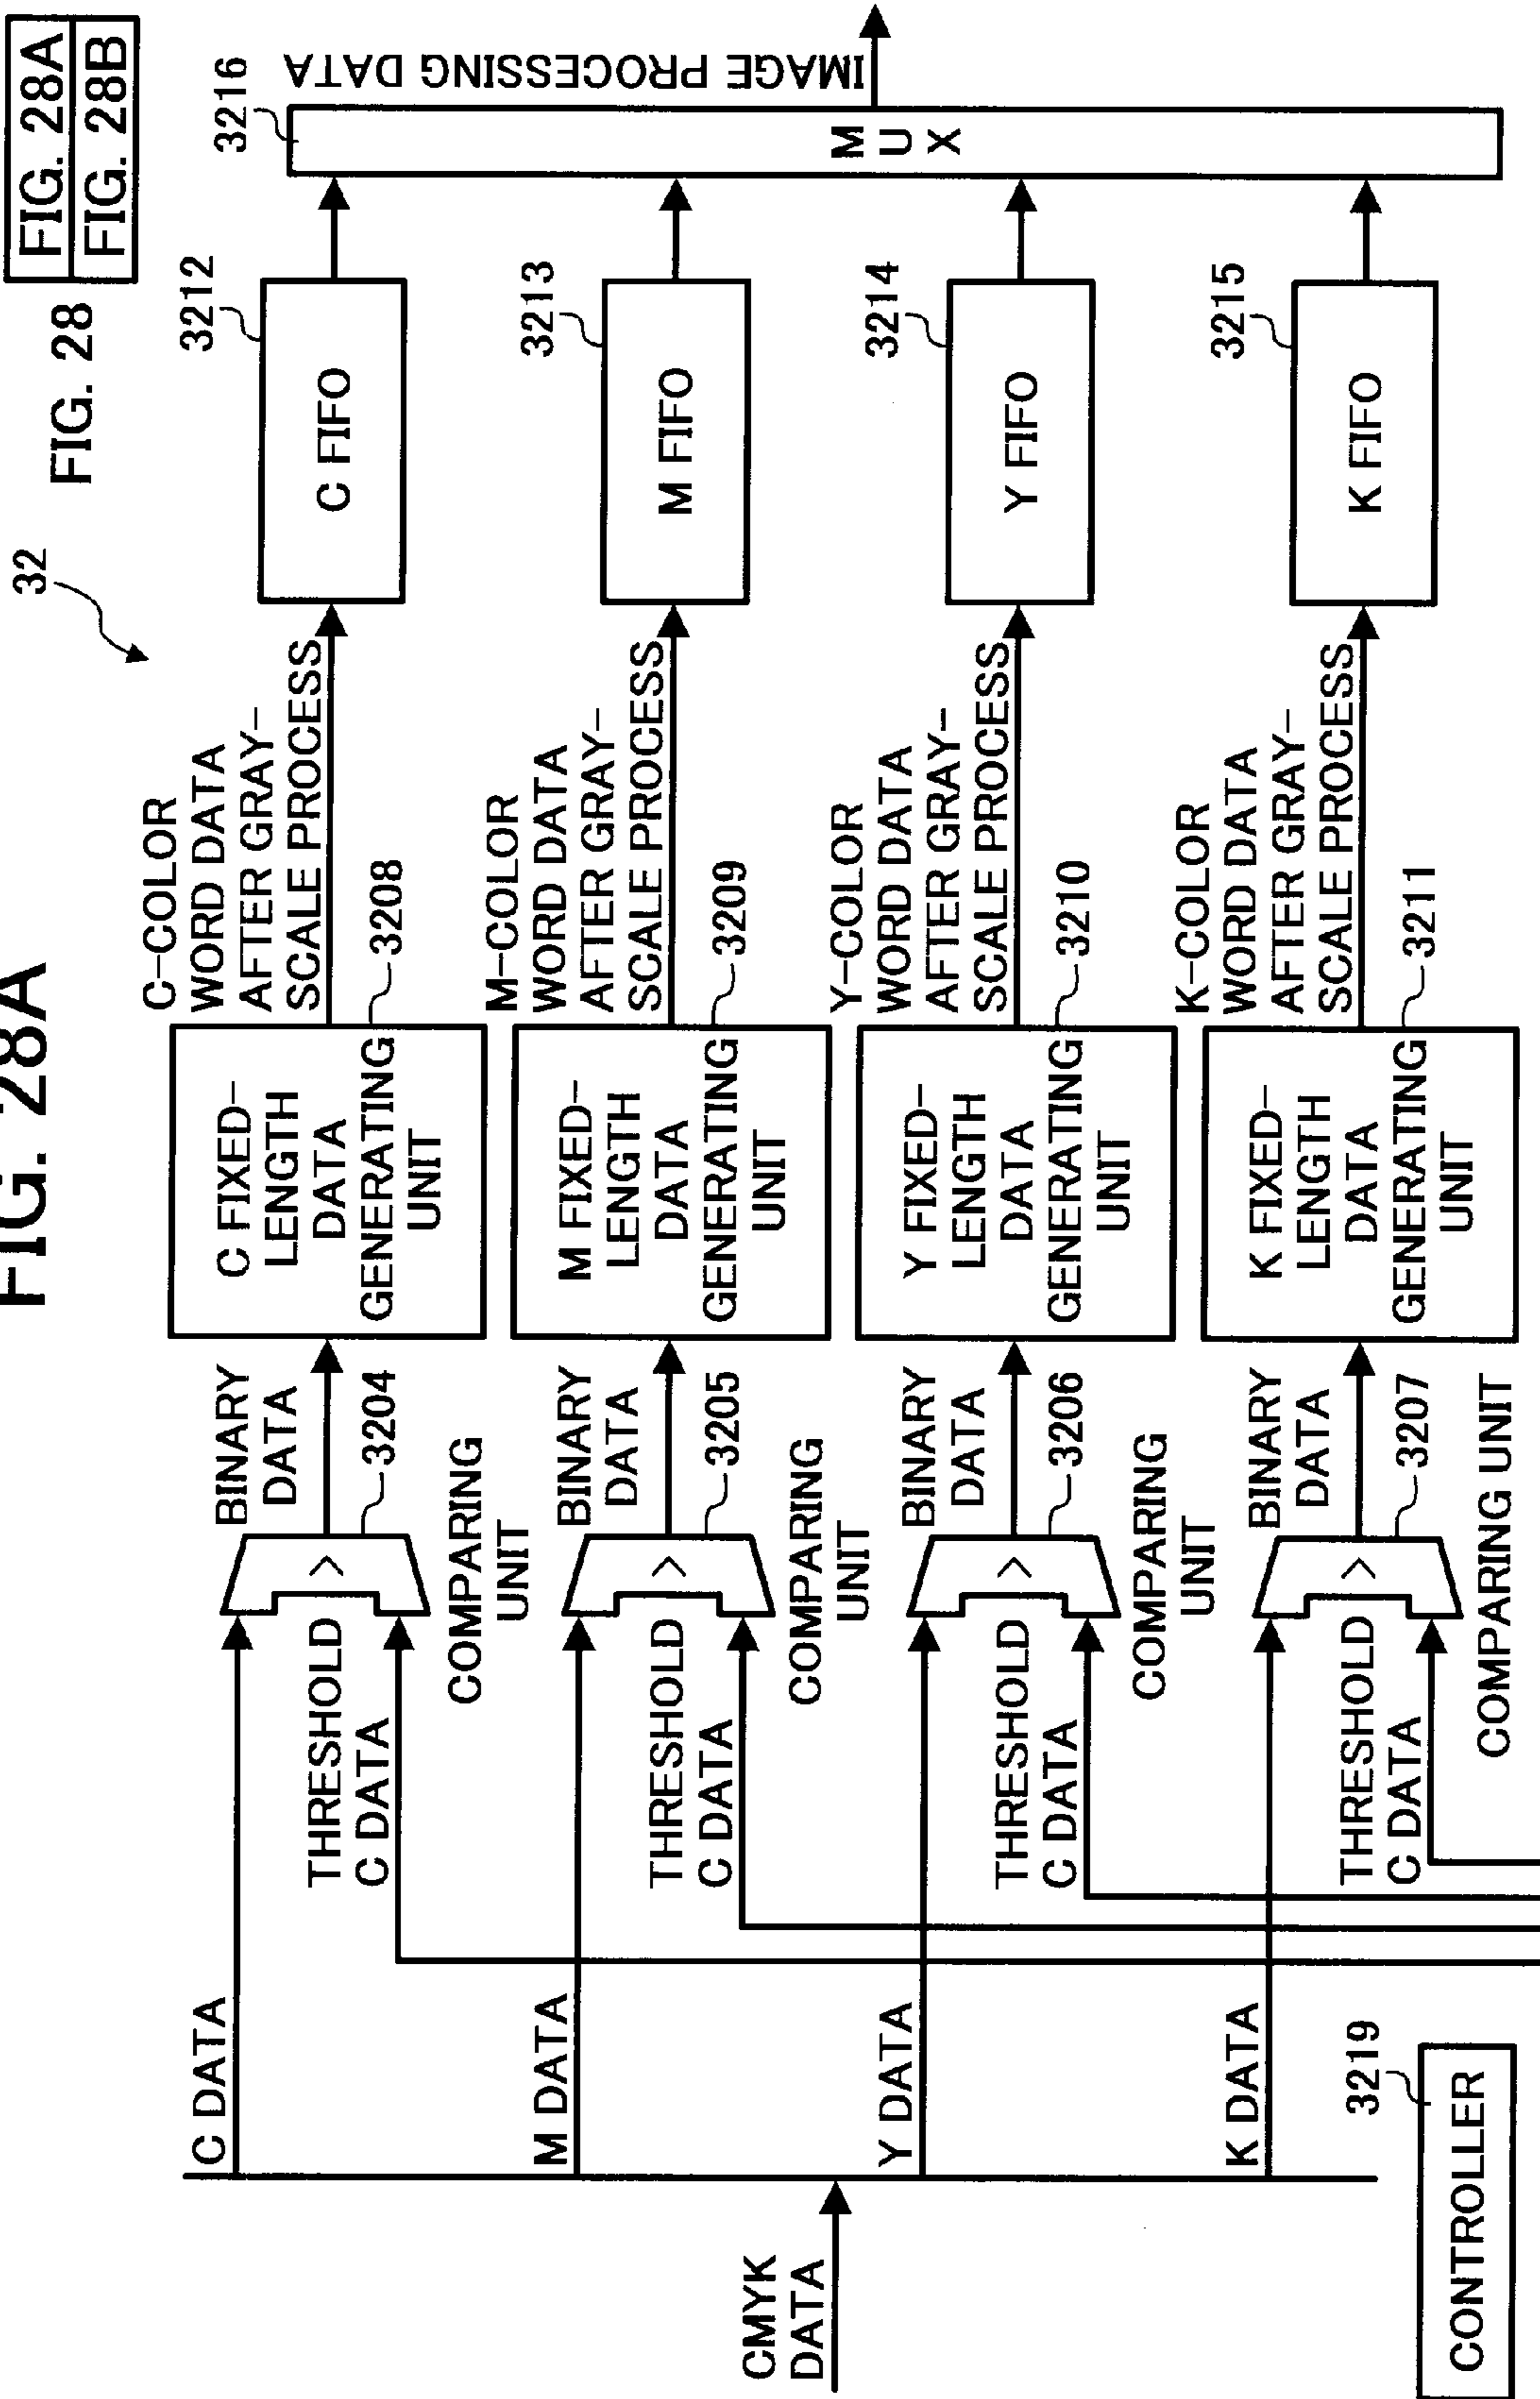 FIG. 28A
FIG. 28
FIG. 28A
FIG. 28B
32
CMYK
DATA
C DATA
THRESHOLD
C DATA
BINARY
DATA
3204
COMPARING
UNIT
C FIXED-
LENGTH
DATA
GENERATING
UNIT
3208
C-COLOR
WORD DATA
AFTER GRAY-
SCALE PROCESS
C FIFO
3212
M DATA
THRESHOLD
C DATA
BINARY
DATA
3205
COMPARING
UNIT
M FIXED-
LENGTH
DATA
GENERATING
UNIT
3209
M-COLOR
WORD DATA
AFTER GRAY-
SCALE PROCESS
M FIFO
3213
Y DATA
THRESHOLD
C DATA
BINARY
DATA
3206
COMPARING
UNIT
Y FIXED-
LENGTH
DATA
GENERATING
UNIT
3210
Y-COLOR
WORD DATA
AFTER GRAY-
SCALE PROCESS
Y FIFO
3214
K DATA
THRESHOLD
C DATA
BINARY
DATA
3207
COMPARING UNIT
K FIXED-
LENGTH
DATA
GENERATING
UNIT
3211
K-COLOR
WORD DATA
AFTER GRAY-
SCALE PROCESS
K FIFO
3215
3216
MUX
IMAGE PROCESSING DATA
3219
CONTROLLER
>
>
>
>